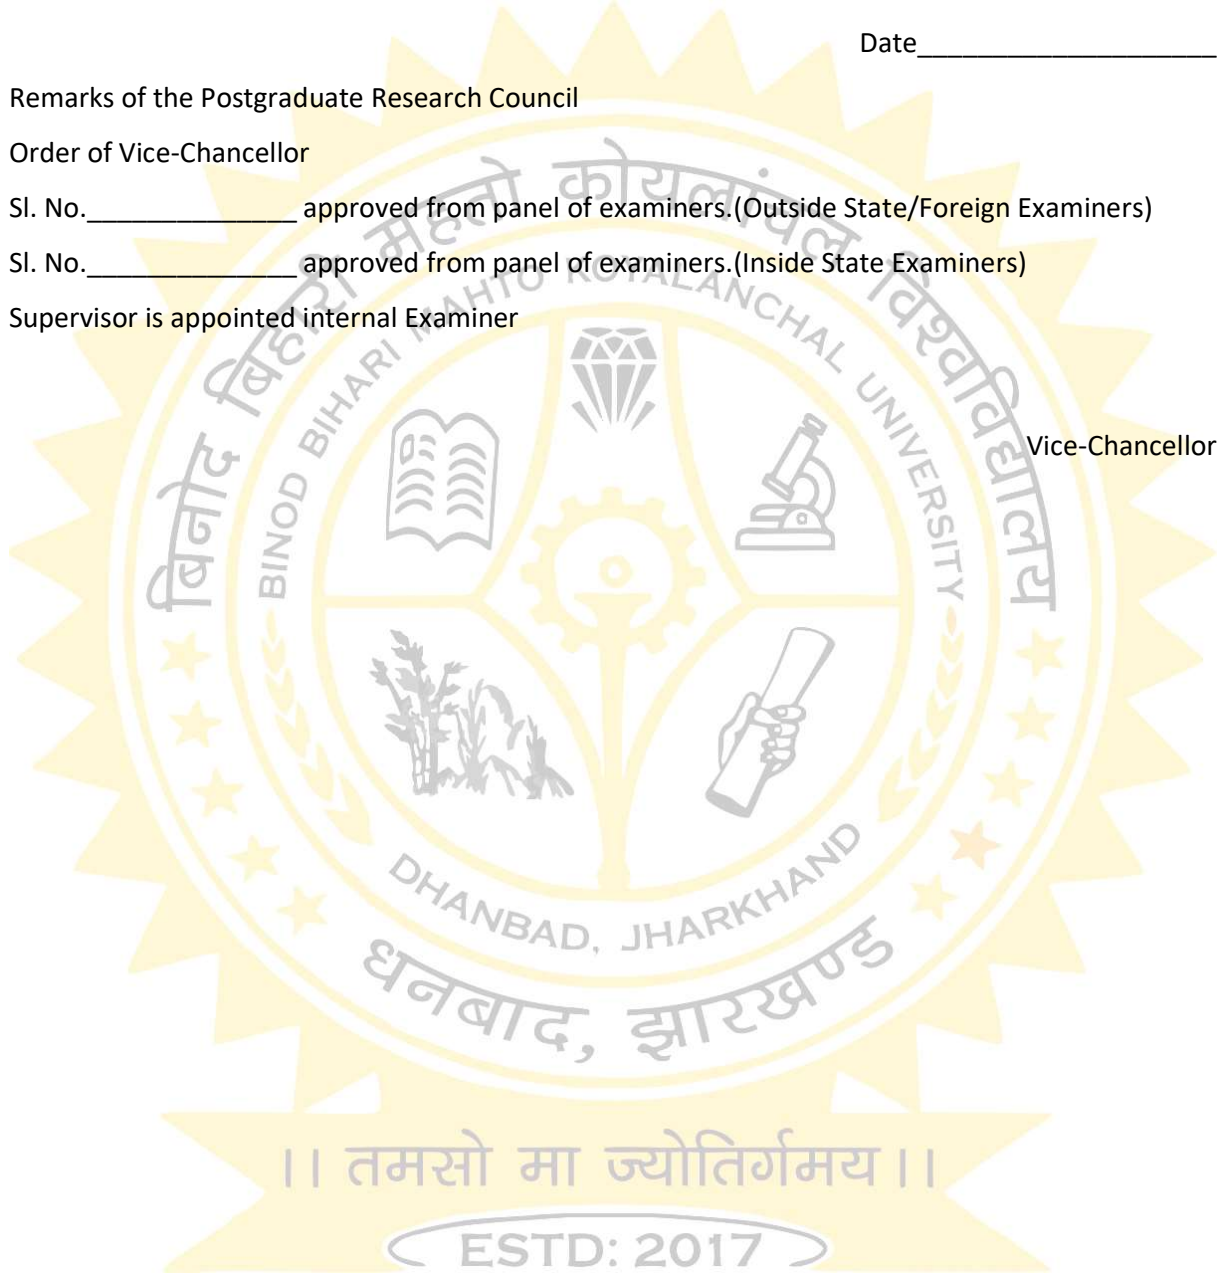 Date____________________
Remarks of the Postgraduate Research Council
Order of Vice-Chancellor
Sl. No.______________ approved from panel of examiners.(Outside State/Foreign Examiners)
Sl. No.______________ approved from panel of examiners.(Inside State Examiners)
Supervisor is appointed internal Examiner
Vice-Chancellor
बिनोद बिहारी महतो कोयलांचल विश्वविद्यालय
BINOD BIHARI MAHTO KOYALANCHAL UNIVERSITY
DHANBAD, JHARKHAND
धनबाद, झारखण्ड
।। तमसो मा ज्योतिर्गमय ।।
ESTD: 2017